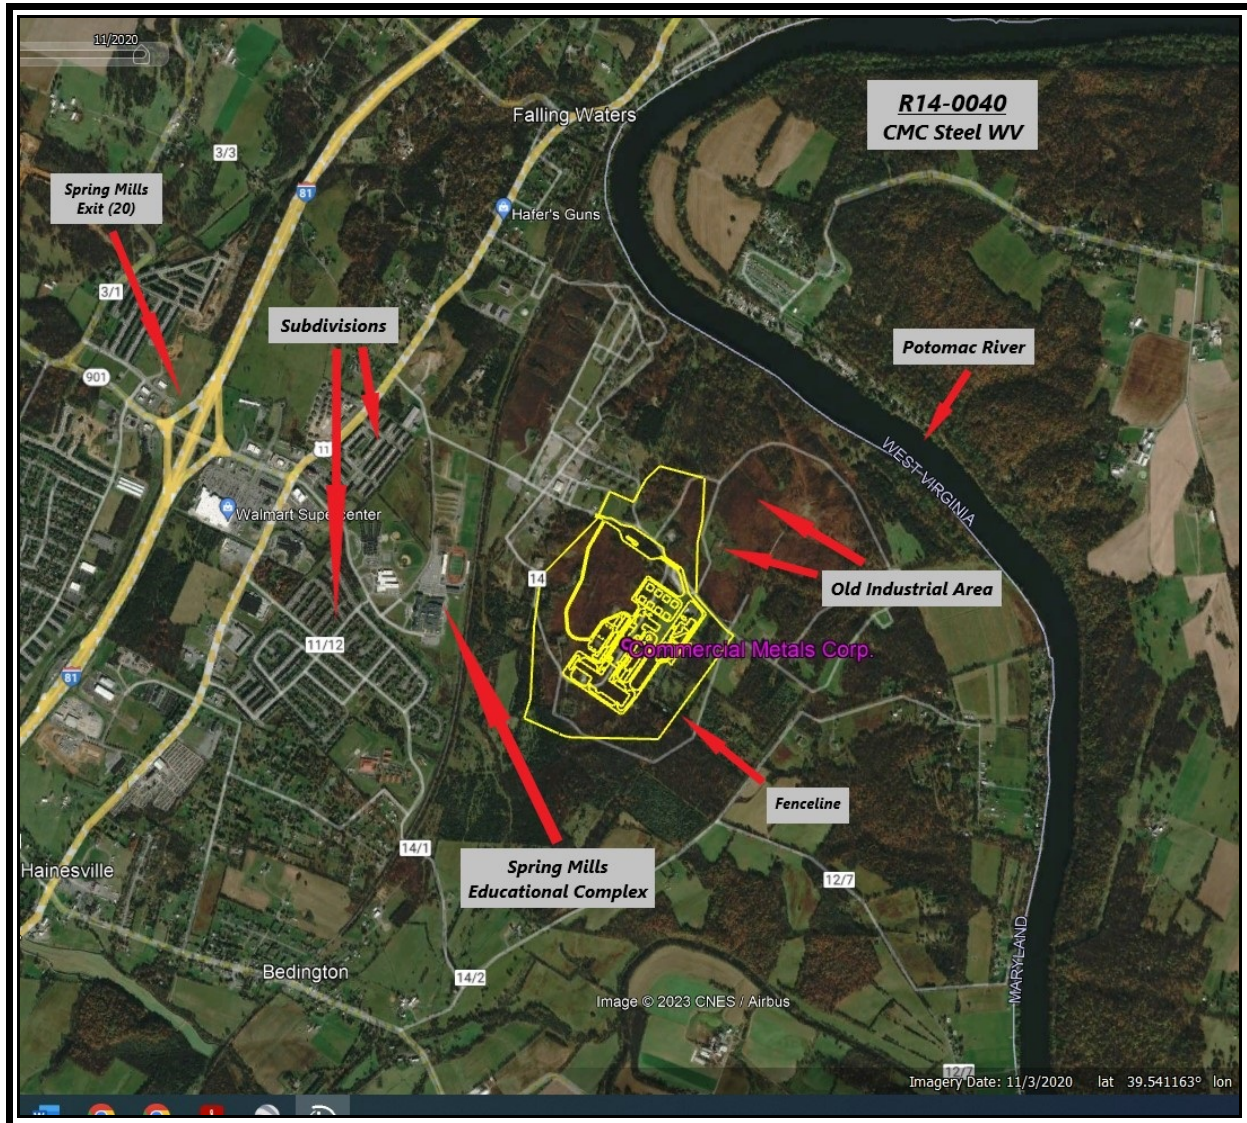 11/2020
Falling Waters
R14-0040
CMC Steel WV
3/3
Spring Mills
Exit (20)
81
Hafer's Guns
3/1
Subdivisions
Potomac River
901
11
WEST VIRGINIA
Walmart Supercenter
14
Old Industrial Area
11/12
Commercial Metals Corp.
81
Fenceline
14/1
Spring Mills
Educational Complex
Hainesville
12/7
MARYLAND
Bedington
14/2
Image © 2023 CNES / Airbus
12/7
Imagery Date: 11/3/2020 lat 39.541163° lon